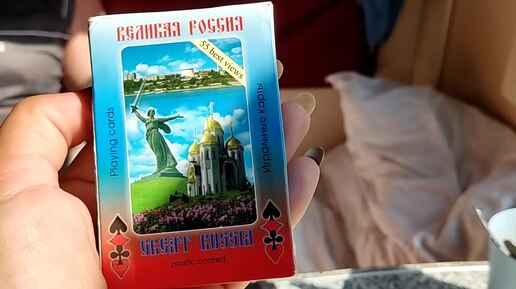 ВЕЛИКАЯ РОССИЯ
55 best views
Playing cards
Игральные карты
GREAT RUSSIA
plastic coated